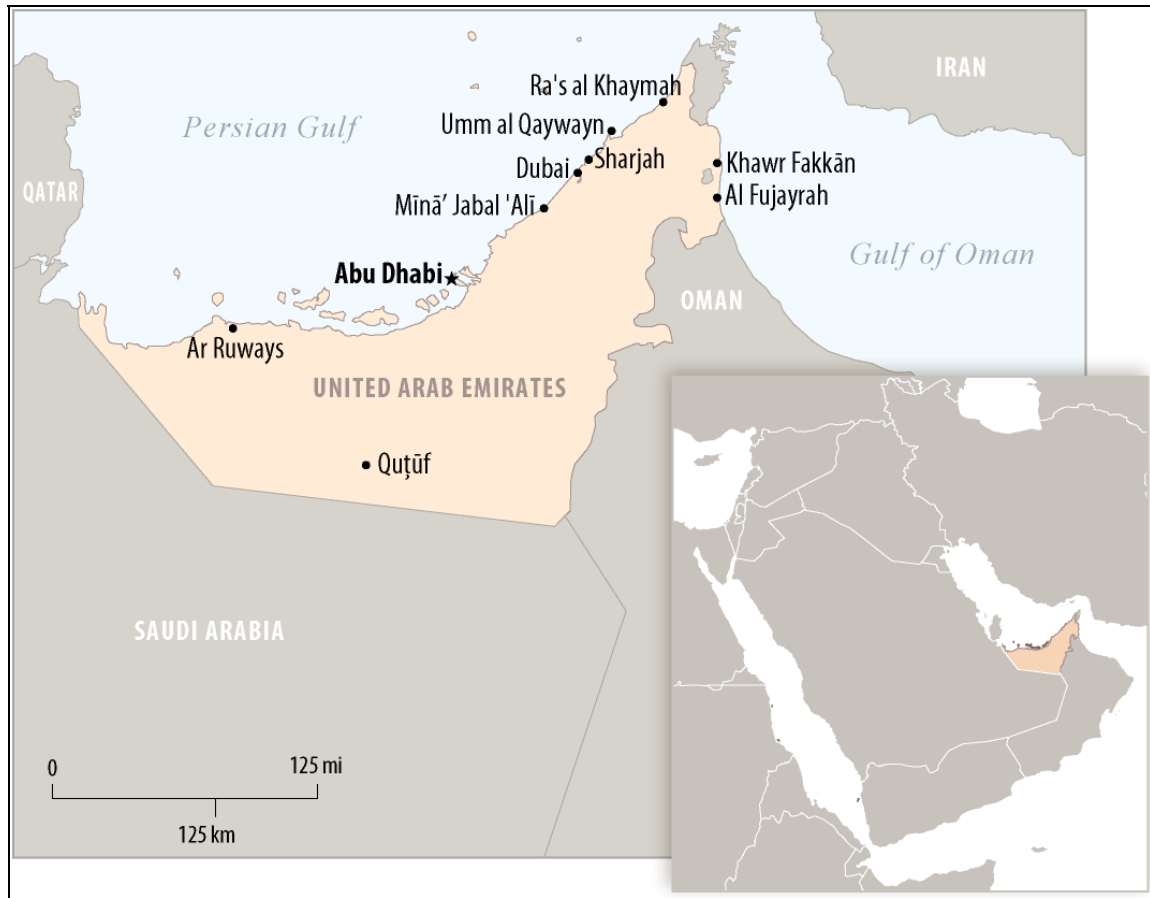 IRAN
Ra's al Khaymah
Persian Gulf
Umm al Qaywayn
Sharjah
Khawr Fakkān
Dubai
QATAR
Al Fujayrah
Mīnā’ Jabal 'Alī
Gulf of Oman
Abu Dhabi
OMAN
Ar Ruways
UNITED ARAB EMIRATES
Quţūf
SAUDI ARABIA
0 125 mi
125 km